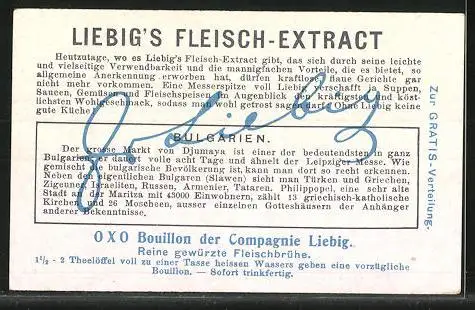 LIEBIG'S FLEISCH-EXTRACT
Heutzutage, wo es Liebig's Fleisch-Extract gibt, das sich durch seine leichte
und vielseitige Verwendbarkeit und die mannigfachen Vorteile, die es bietet, so
allgemeine Anerkennung erworben hat, dürfen kraftlose neue Gerichte gar
nicht mehr vorkommen. Eine Messerspitze voll Liebig verschafft ja Suppen,
Saucen, Gemüsen und Fleischspeisen im Augenblick den kräftigsten und köst-
lichsten Wohlgeschmack, sodass man wohl getrost sagen darf: Ohne Liebig keine
gute Küche!
J. v. Liebig
BULGARIEN.
Der grosse Markt von Djumaya ist einer der bedeutendsten in ganz
Bulgarien, er dauert volle acht Tage und ähnelt der Leipziger Messe. Wie
gemischt die bulgarische Bevölkerung ist, kann man dort so recht erkennen.
Neben den eigentlichen Bulgaren (Slawen) sieht man Türken und Griechen,
Zigeuner, Israeliten, Russen, Armenier, Tataren. Philippopel, eine sehr alte
Stadt an der Maritza mit 43000 Einwohnern, zählt 13 griechisch-katholische
Kirchen und 26 Moscheen, ausser einzelnen Gotteshäusern der Anhänger
anderer Bekenntnisse.
OXO Bouillon der Compagnie Liebig.
Reine gewürzte Fleischbrühe.
1½ - 2 Theelöffel voll zu einer Tasse heissen Wassers geben eine vorzügliche
Bouillon. — Sofort trinkfertig.
Zur GRATIS-Verteilung.